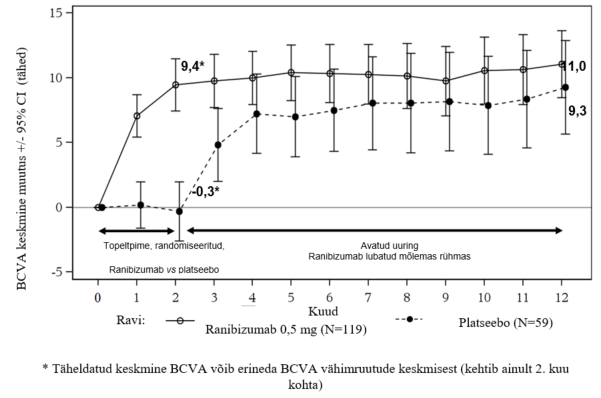 BCVA keskmine muutus +/- 95% CI (tähed)
15
10
5
0
-5
9,4*
-0,3*
11,0
9,3
Topeltpime, randomiseeritud,
Ranibizumab vs platseebo
Avatud uuring
Ranibizumab lubatud mõlemas rühmas
0 1 2 3 4 5 6 7 8 9 10 11 12
Kuud
Ravi:
Ranibizumab 0,5 mg (N=119)
Platseebo (N=59)
* Täheldatud keskmine BCVA võib erineda BCVA vähimruutude keskmisest (kehtib ainult 2. kuu
kohta)